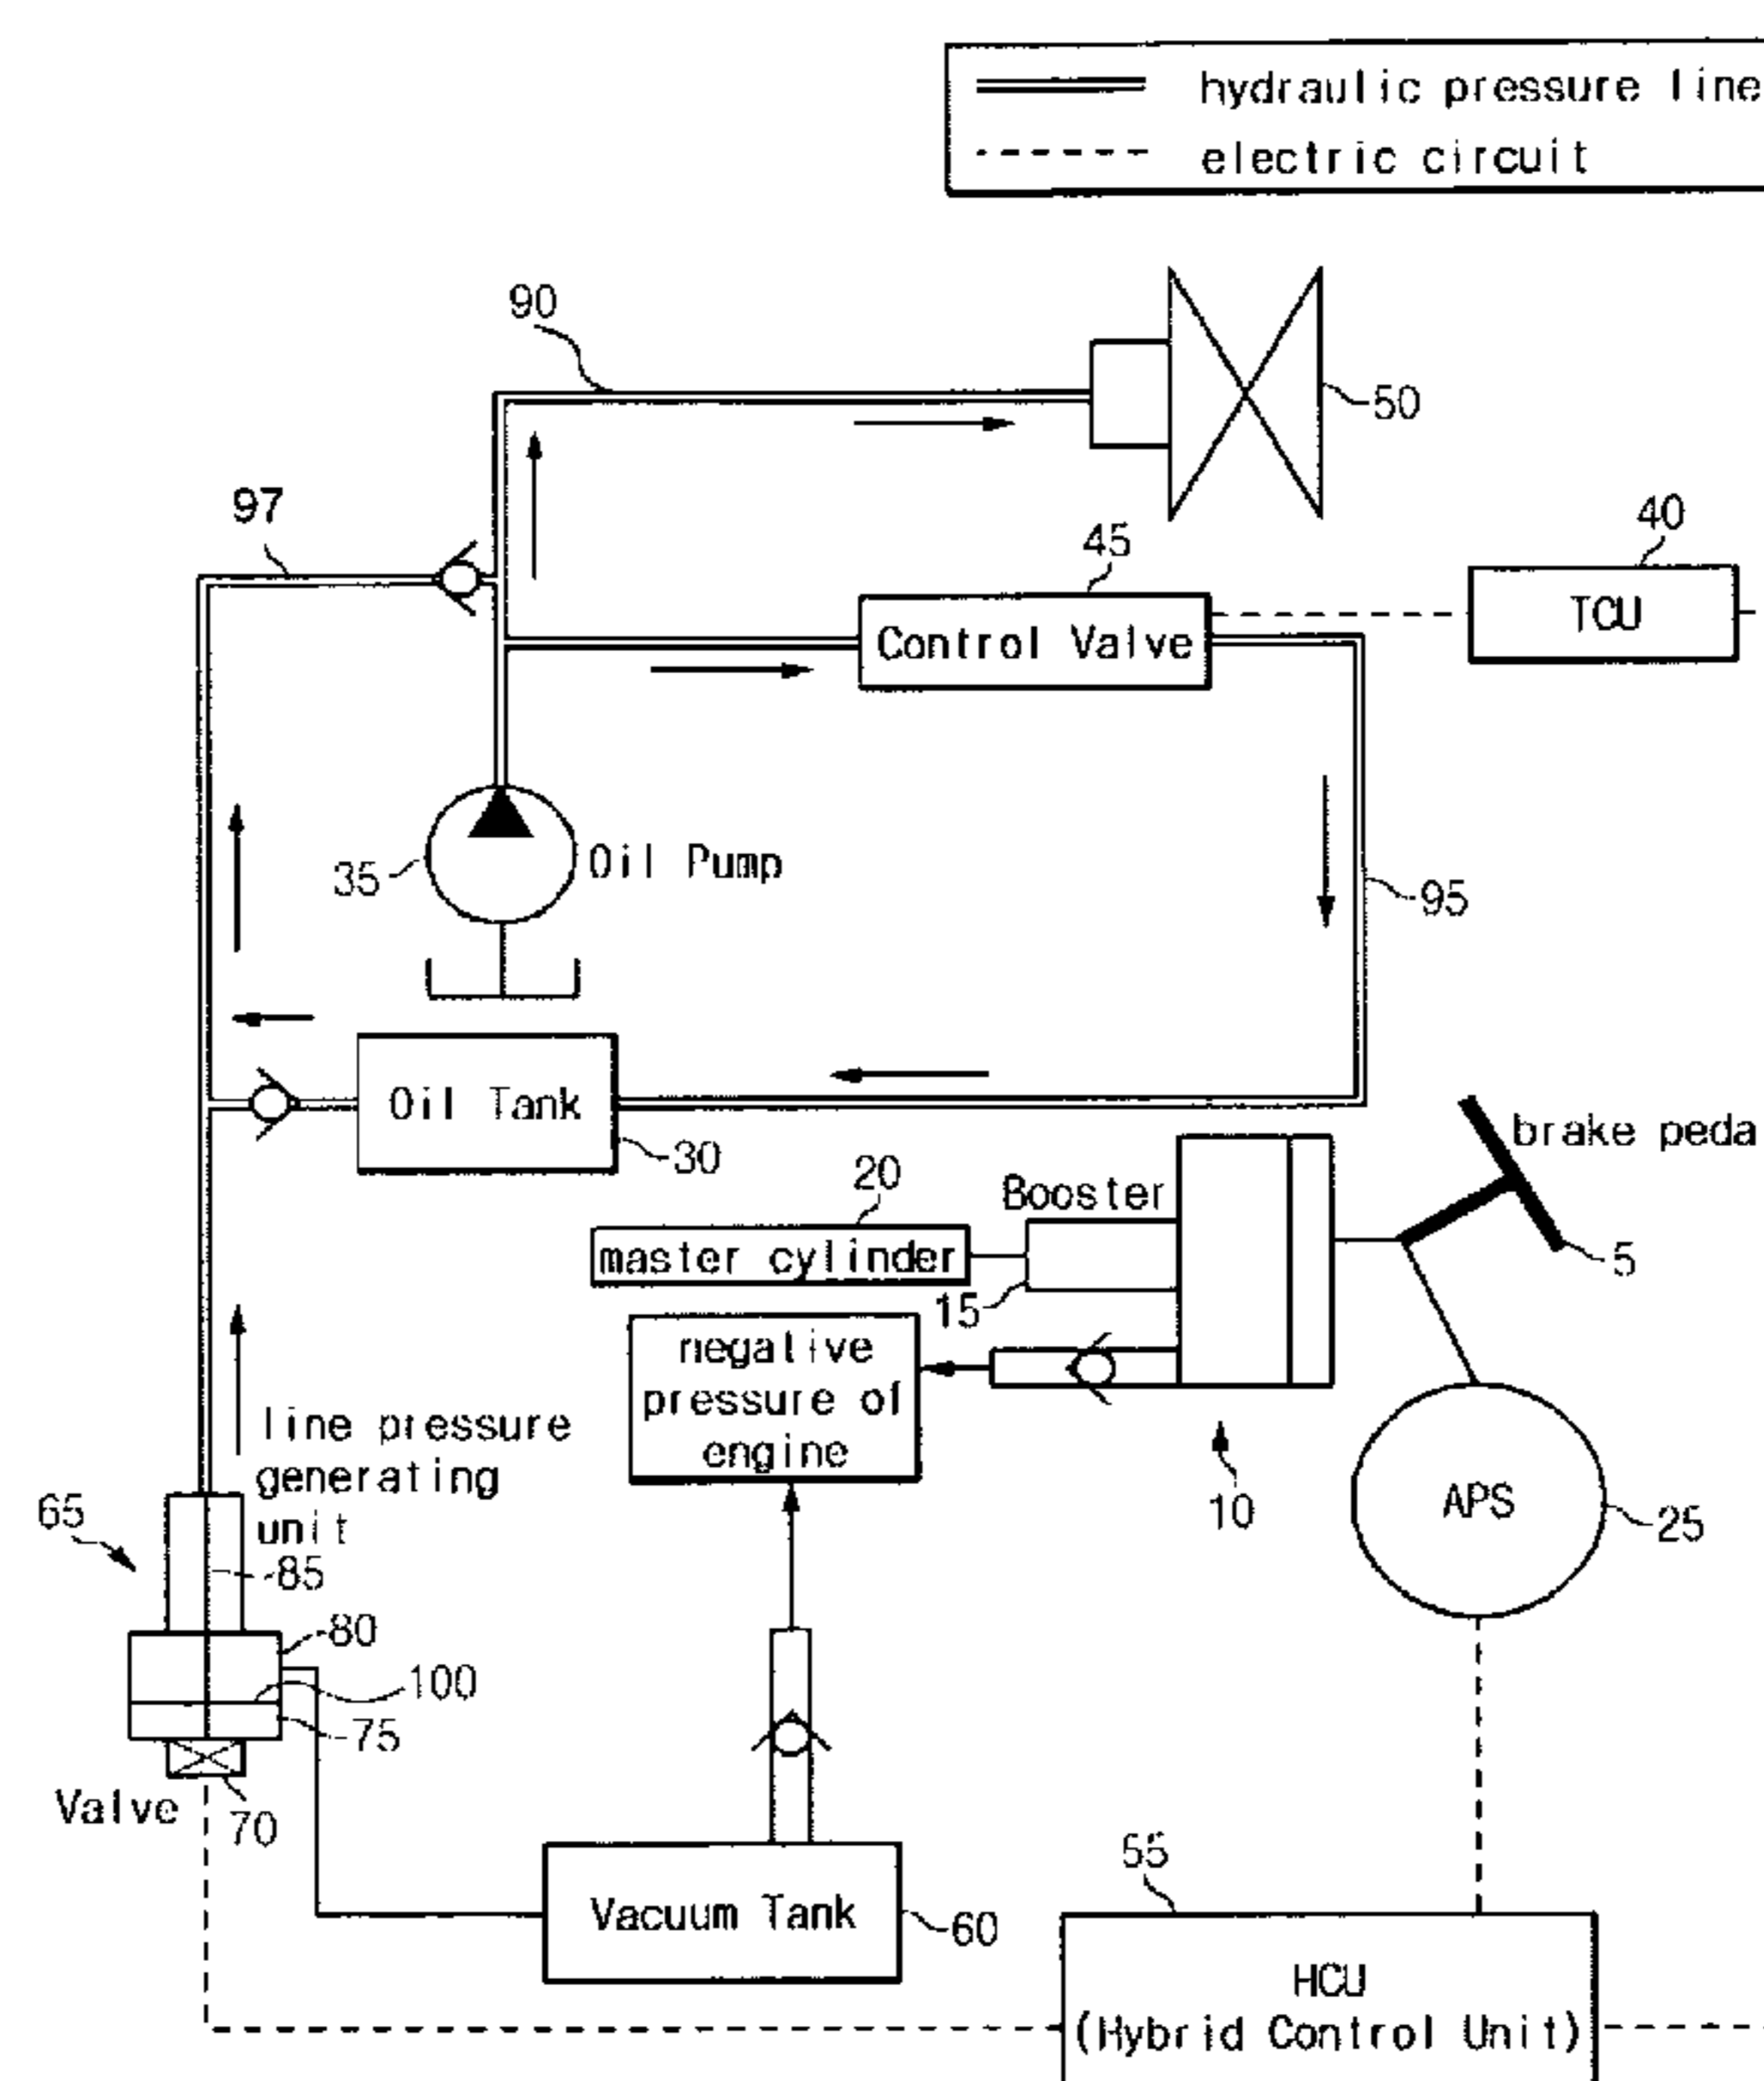 hydraulic pressure line
electric circuit
90
50
97
45
40
Control Valve
TCU
35
Oil Pump
95
Oil Tank
30
brake peda
20
Booster
master cylinder
5
15
negative
pressure of
engine
line pressure
generating
unit
10
APS
25
65
85
80
100
75
Valve
70
55
Vacuum Tank
60
HCU
(Hybrid Control Unit)